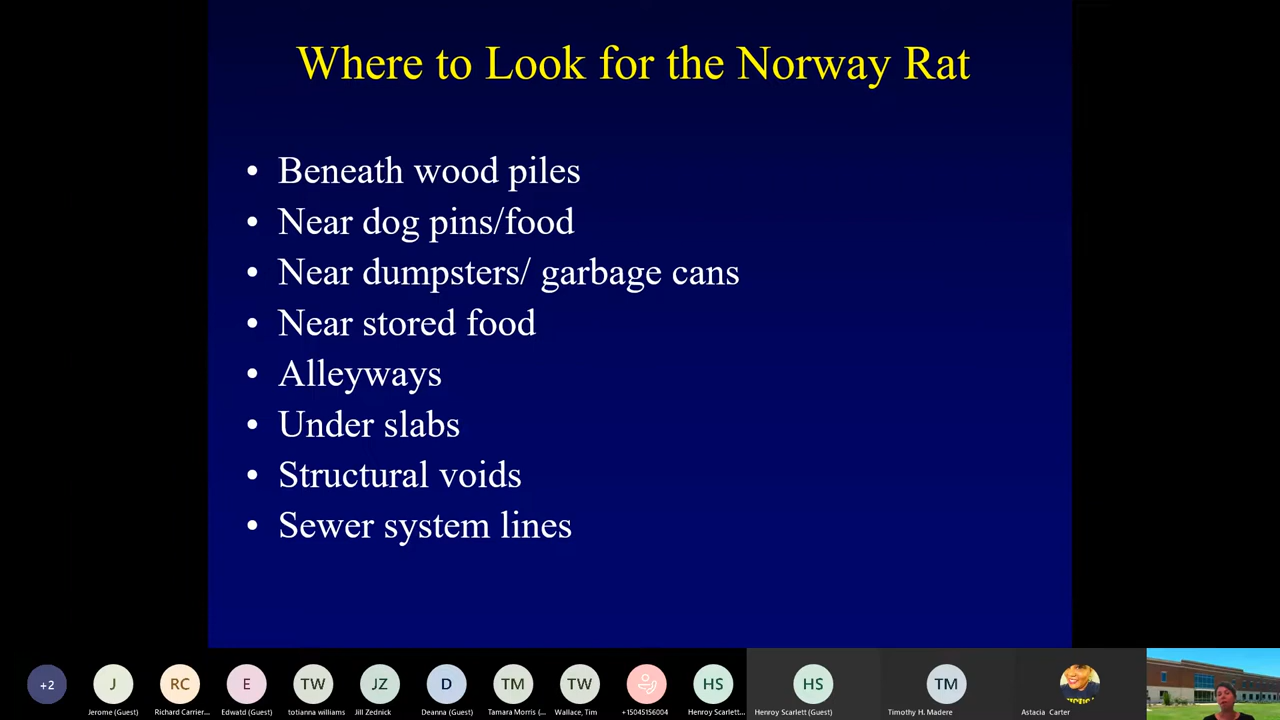 Where to Look for the Norway Rat
• Beneath wood piles
• Near dog pins/food
• Near dumpsters/ garbage cans
• Near stored food
• Alleyways
• Under slabs
• Structural voids
• Sewer system lines
+2 J RC E TW JZ D TM TW HS HS TM
Jerome (Guest) Richard Carrier... Edwatd (Guest) totianna williams Jill Zednick Deanna (Guest) Tamara Morris (... Wallace, Tim +15045156004 Henroy Scarlett... Henroy Scarlett (Guest) Timothy H. Madere Astacia Carter